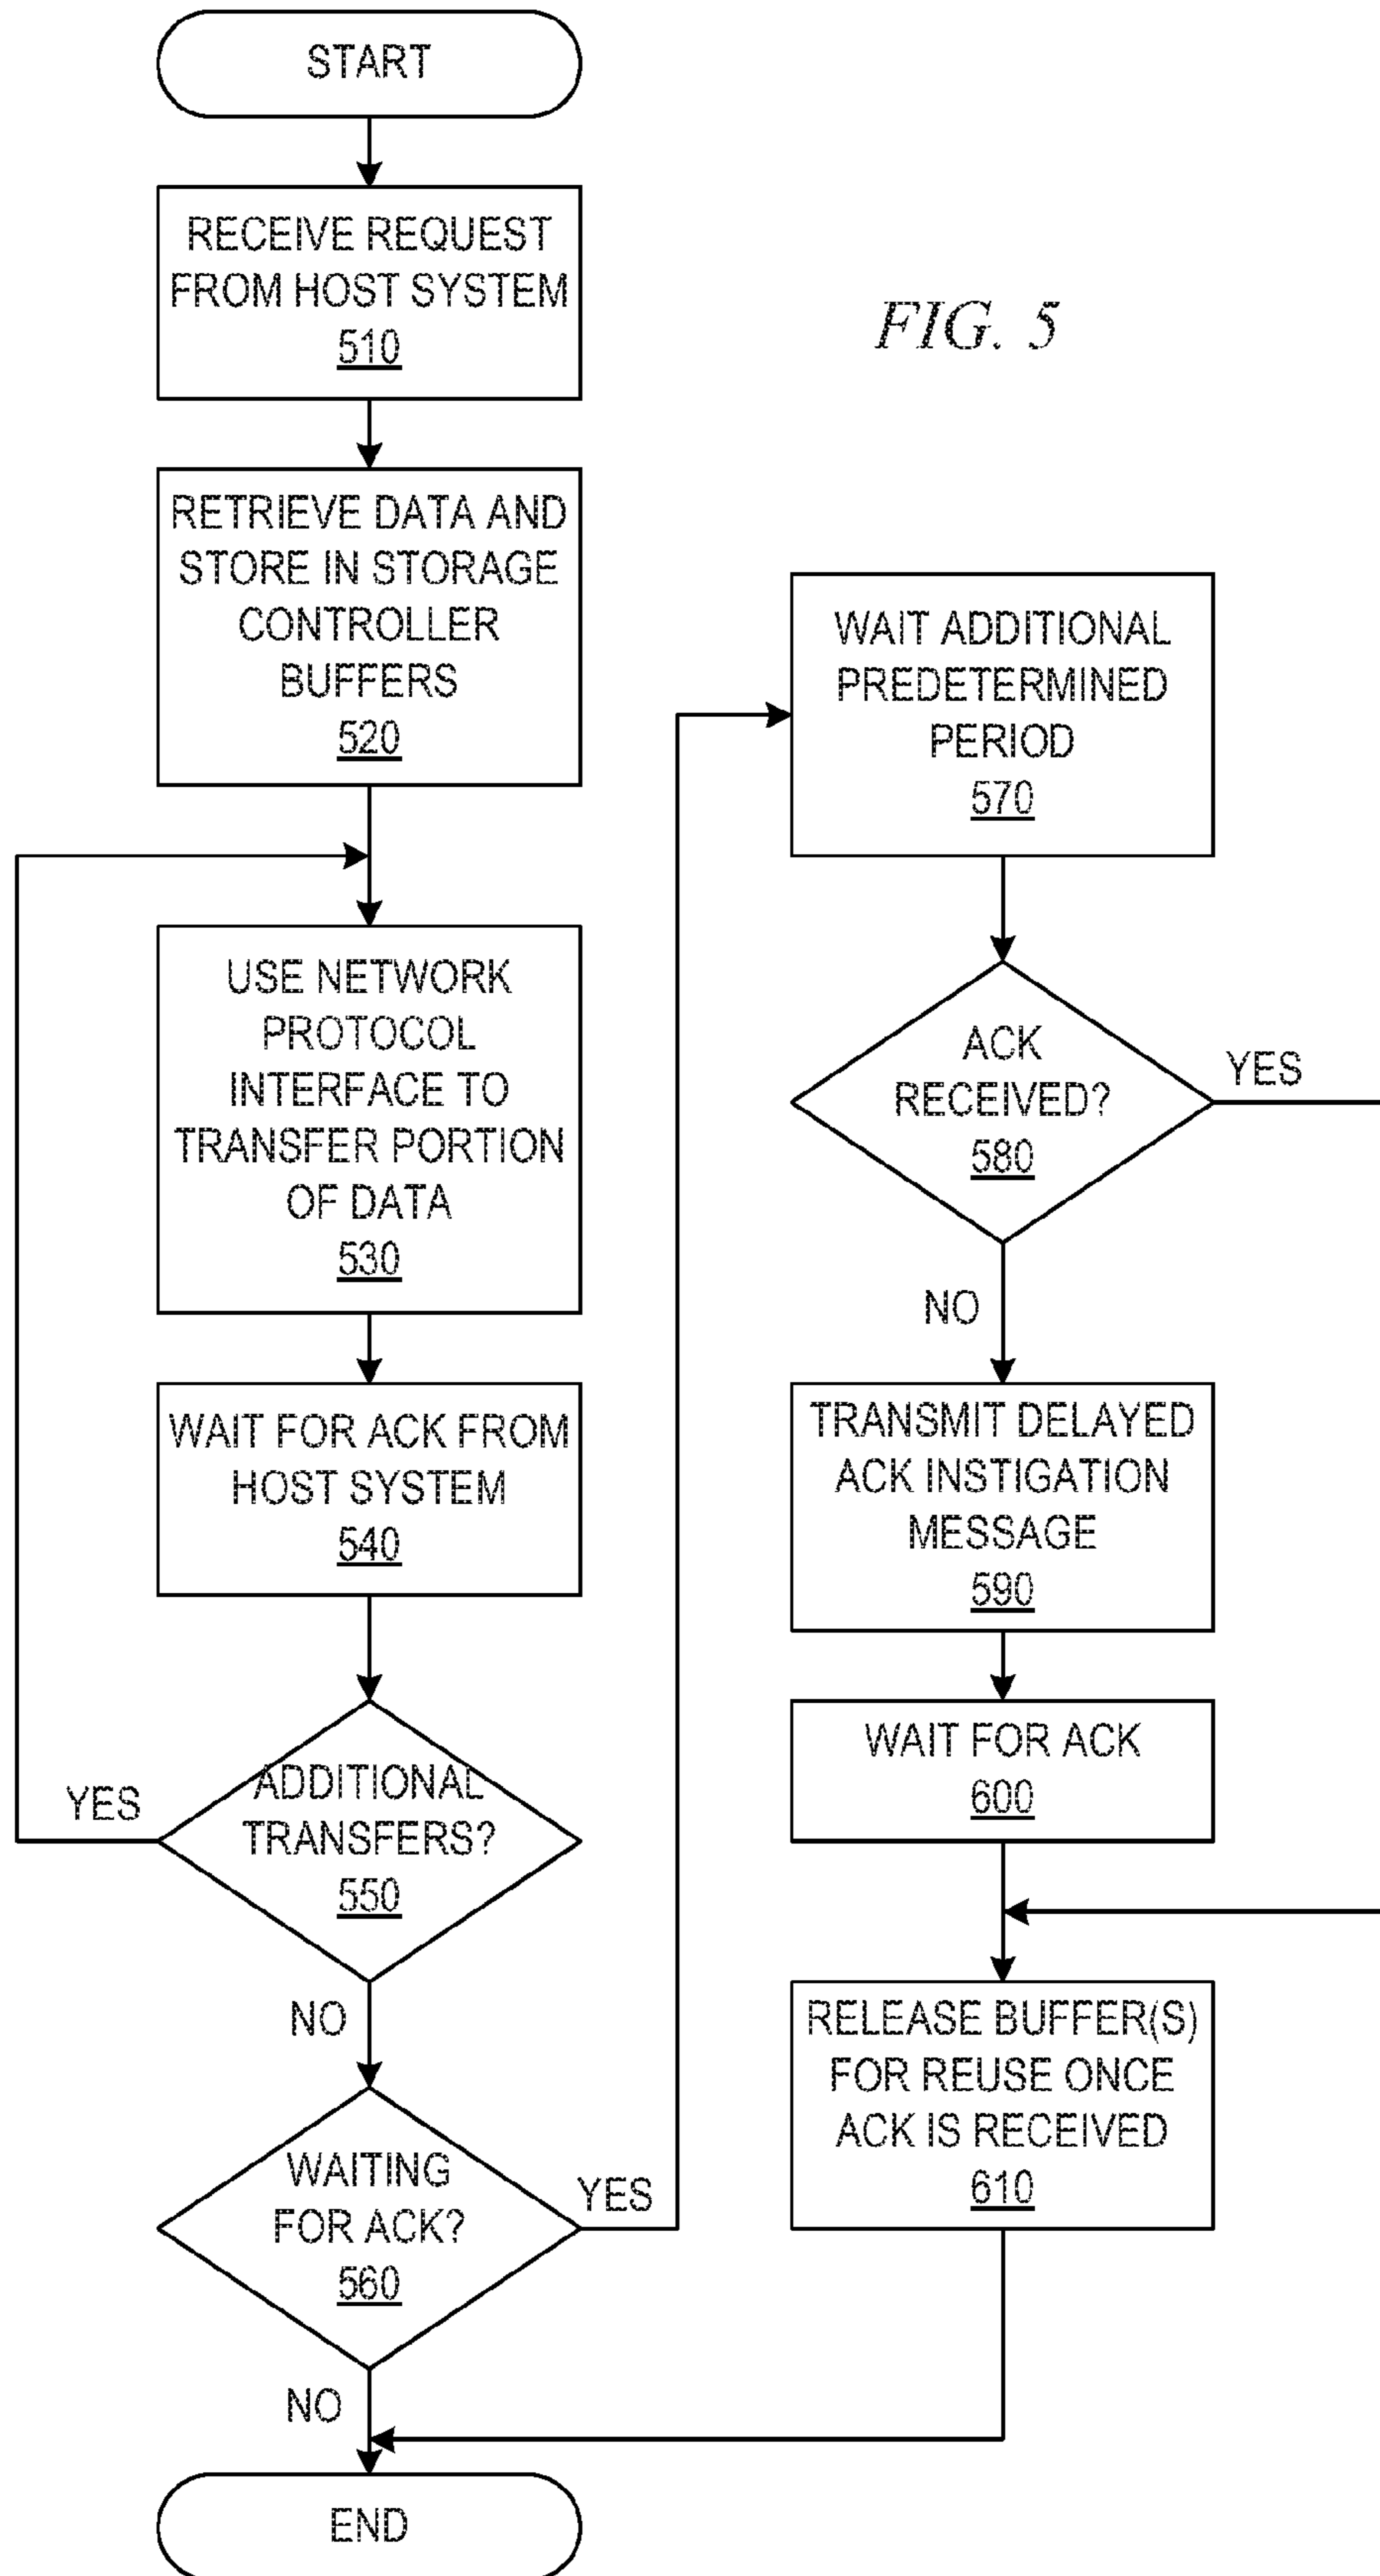 START
RECEIVE REQUEST
FROM HOST SYSTEM
510
FIG. 5
RETRIEVE DATA AND
STORE IN STORAGE
CONTROLLER
BUFFERS
520
USE NETWORK
PROTOCOL
INTERFACE TO
TRANSFER PORTION
OF DATA
530
WAIT FOR ACK FROM
HOST SYSTEM
540
ADDITIONAL
TRANSFERS?
550
YES
NO
WAITING
FOR ACK?
560
YES
NO
END
WAIT ADDITIONAL
PREDETERMINED
PERIOD
570
ACK
RECEIVED?
580
YES
NO
TRANSMIT DELAYED
ACK INSTIGATION
MESSAGE
590
WAIT FOR ACK
600
RELEASE BUFFER(S)
FOR REUSE ONCE
ACK IS RECEIVED
610